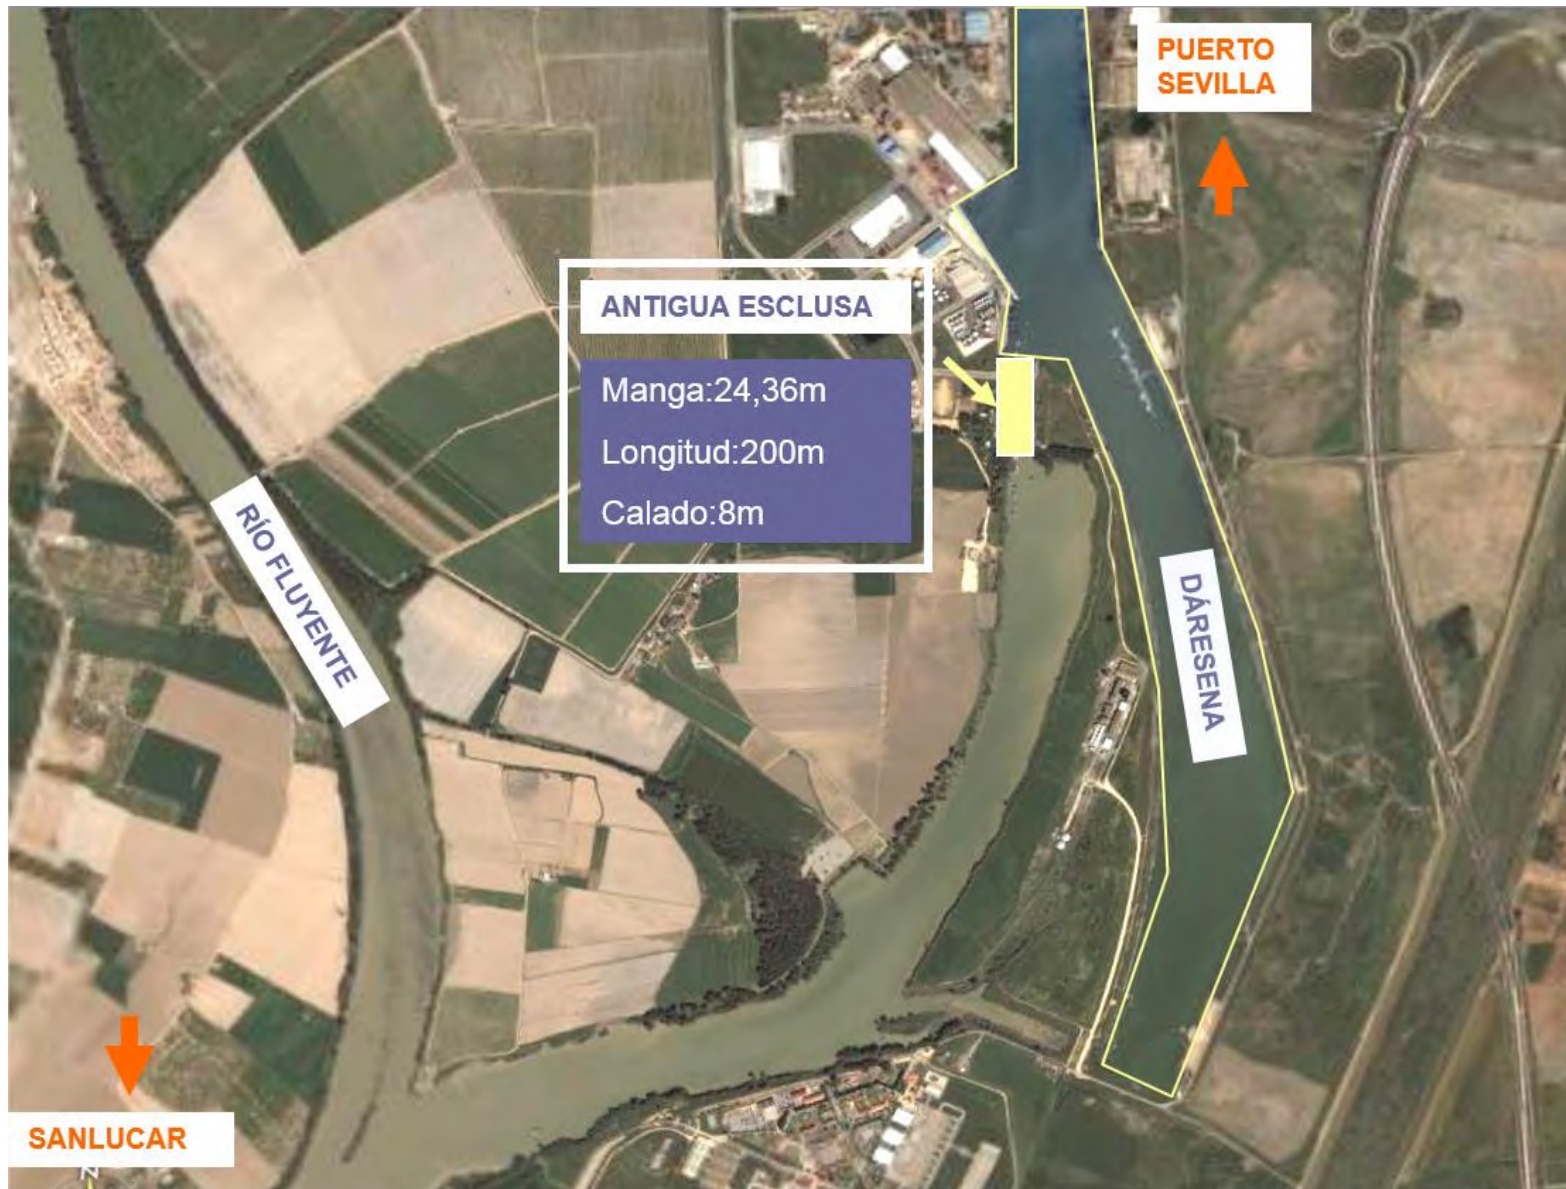 PUERTO
SEVILLA
ANTIGUA ESCLUSA
Manga:24,36m
Longitud:200m
Calado:8m
RÍO FLUYENTE
DÁRESENA
SANLUCAR
N